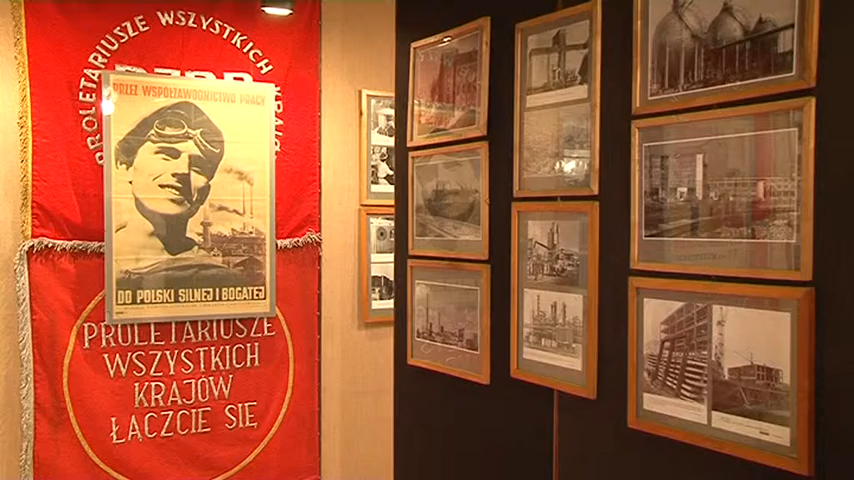 PROLETARIUSZE WSZYSTKICH
PRZEZ WSPÓŁZAWODNICTWO PRACY
DO POLSKI SILNEJ I BOGATEJ
PROLETARIUSZE
WSZYSTKICH
KRAJÓW
ŁĄCZCIE SIĘ